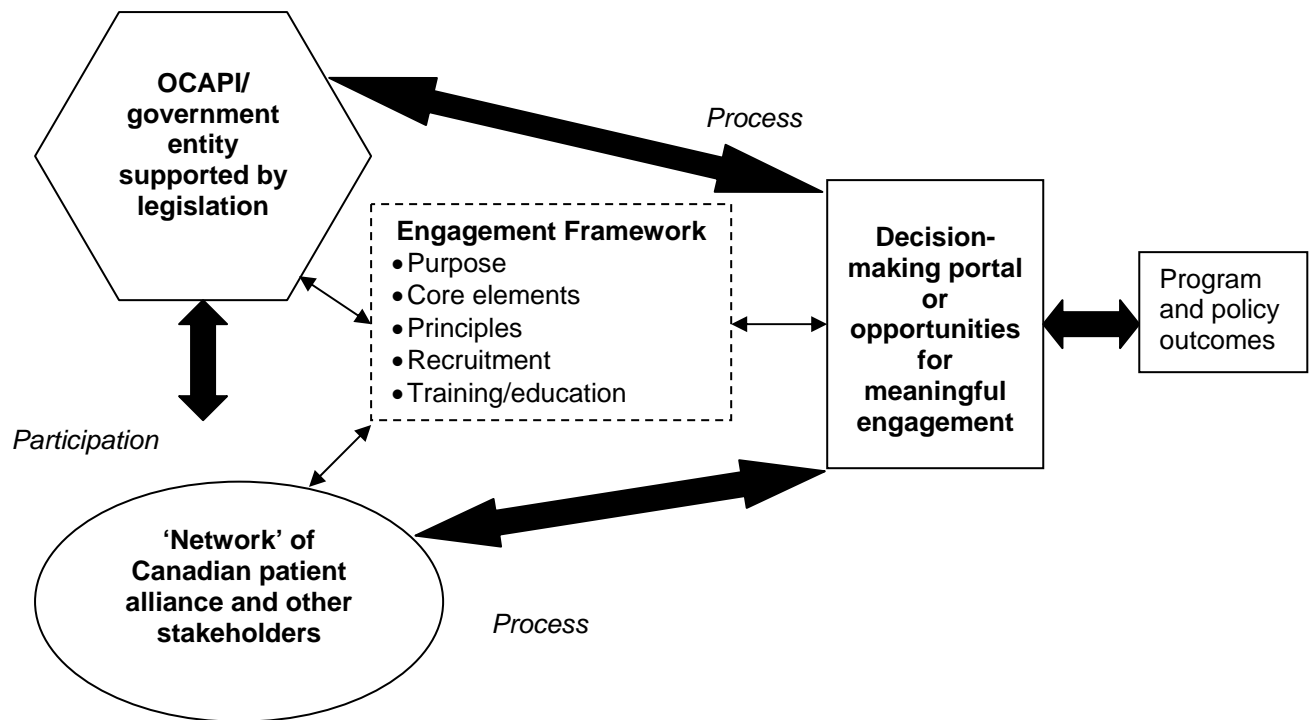 OCAPI/
government
entity
supported by
legislation
Process
Engagement Framework
•Purpose
•Core elements
•Principles
•Recruitment
•Training/education
Decision-
making portal
or
opportunities
for
meaningful
engagement
Program
and policy
outcomes
Participation
‘Network’ of
Canadian patient
alliance and other
stakeholders
Process